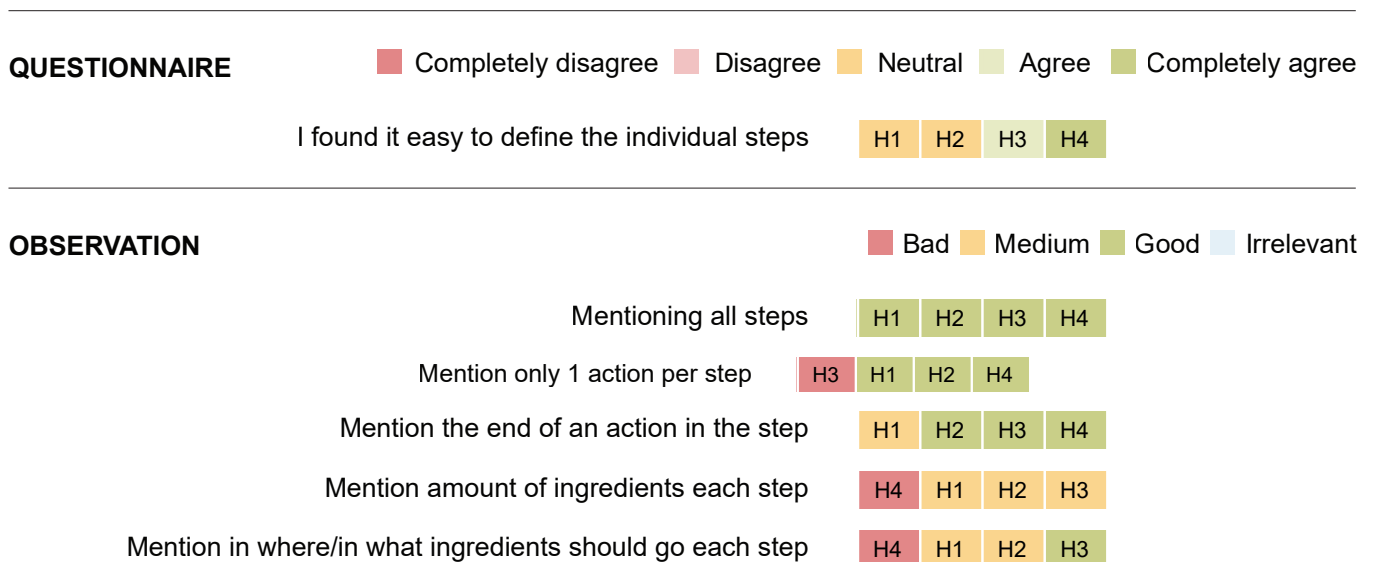 QUESTIONNAIRE Completely disagree Disagree Neutral Agree Completely agree
I found it easy to define the individual steps H1 H2 H3 H4
OBSERVATION Bad Medium Good Irrelevant
Mentioning all steps H1 H2 H3 H4
Mention only 1 action per step H3 H1 H2 H4
Mention the end of an action in the step H1 H2 H3 H4
Mention amount of ingredients each step H4 H1 H2 H3
Mention in where/in what ingredients should go each step H4 H1 H2 H3